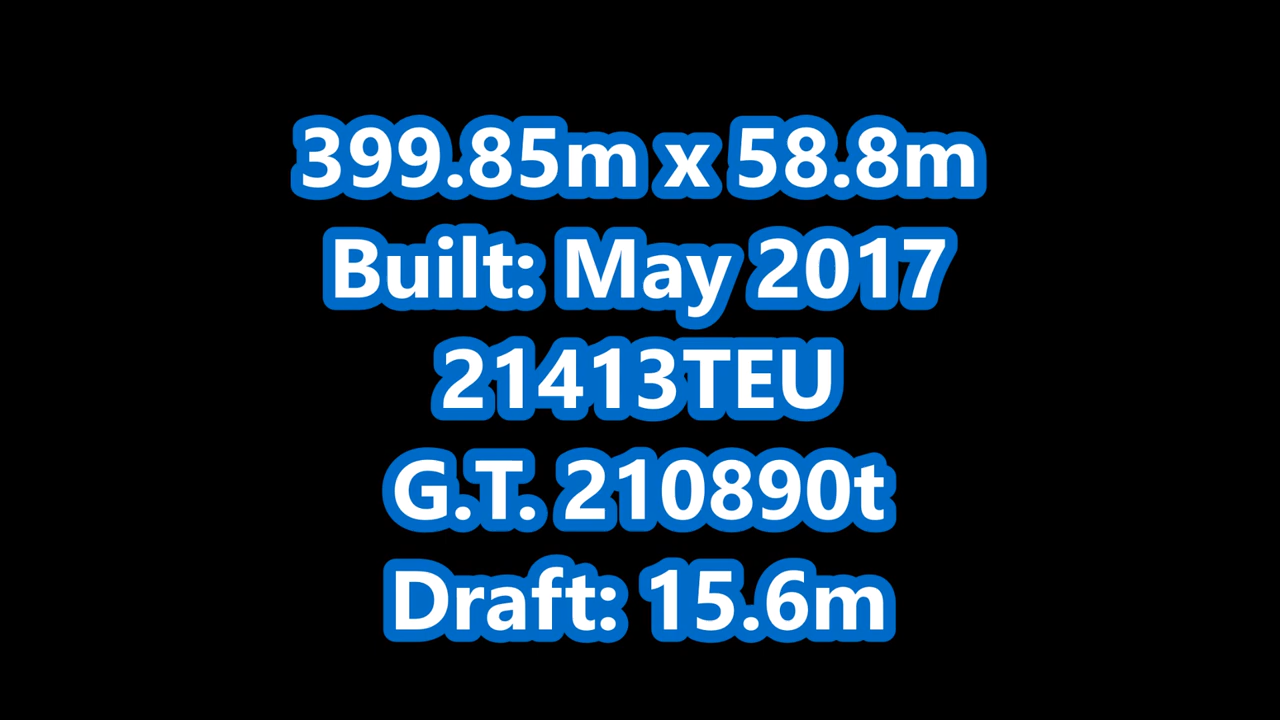 399.85m x 58.8m
Built: May 2017
21413TEU
G.T. 210890t
Draft: 15.6m